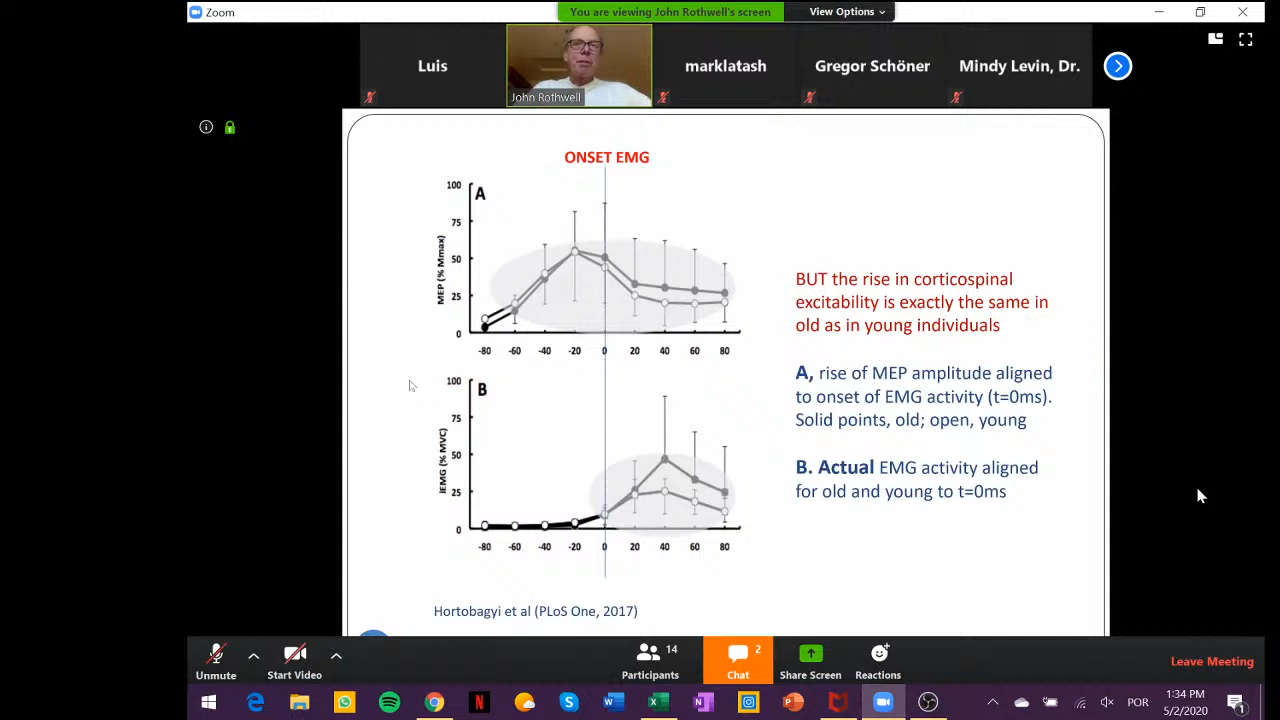 Zoom
You are viewing John Rothwell's screen
View Options
Luis
John Rothwell
marklatash
Gregor Schöner
Mindy Levin, Dr.
ONSET EMG
100
75
50
25
0
MEP (% Mmax)
A
-80 -60 -40 -20 0 20 40 60 80
100
75
50
25
0
iEMG (% MVC)
B
-80 -60 -40 -20 0 20 40 60 80
BUT the rise in corticospinal
excitability is exactly the same in
old as in young individuals
A, rise of MEP amplitude aligned
to onset of EMG activity (t=0ms).
Solid points, old; open, young
B. Actual EMG activity aligned
for old and young to t=0ms
Hortobagyi et al (PLoS One, 2017)
Unmute
Start Video
14
Participants
2
Chat
Share Screen
Reactions
Leave Meeting
POR
1:34 PM
5/2/2020
1